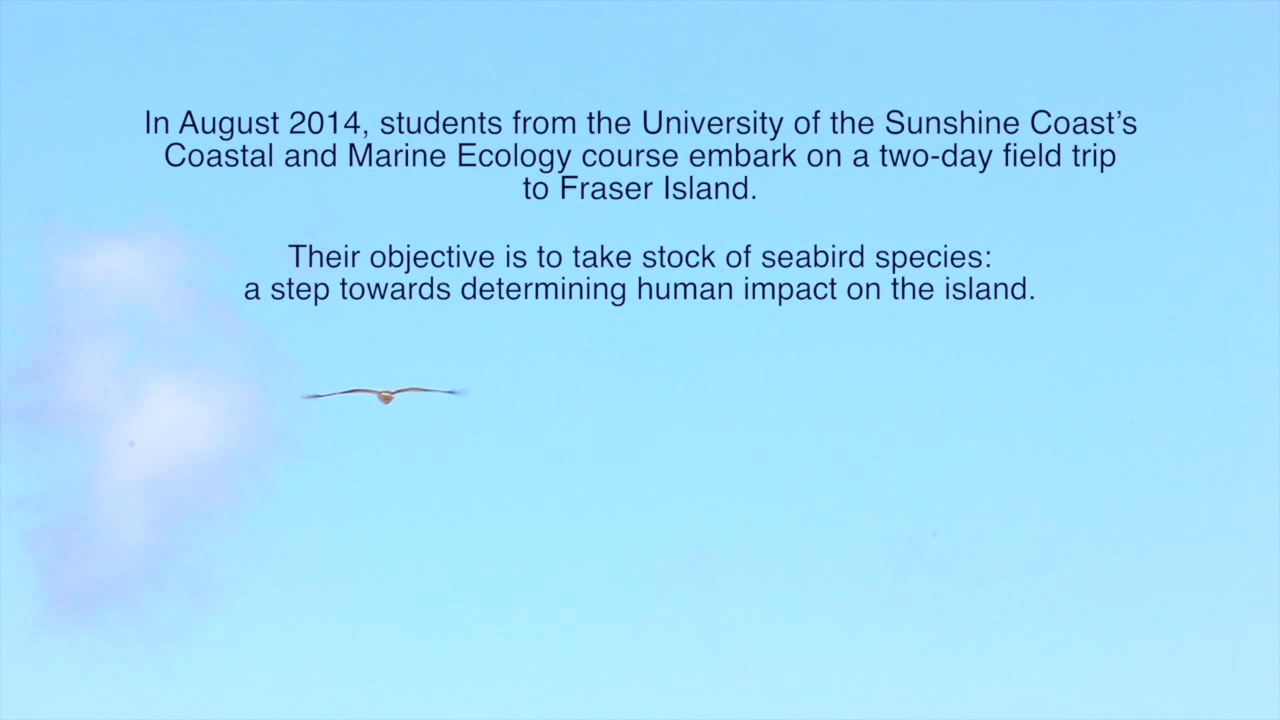 In August 2014, students from the University of the Sunshine Coast’s
Coastal and Marine Ecology course embark on a two-day field trip
to Fraser Island.
Their objective is to take stock of seabird species:
a step towards determining human impact on the island.